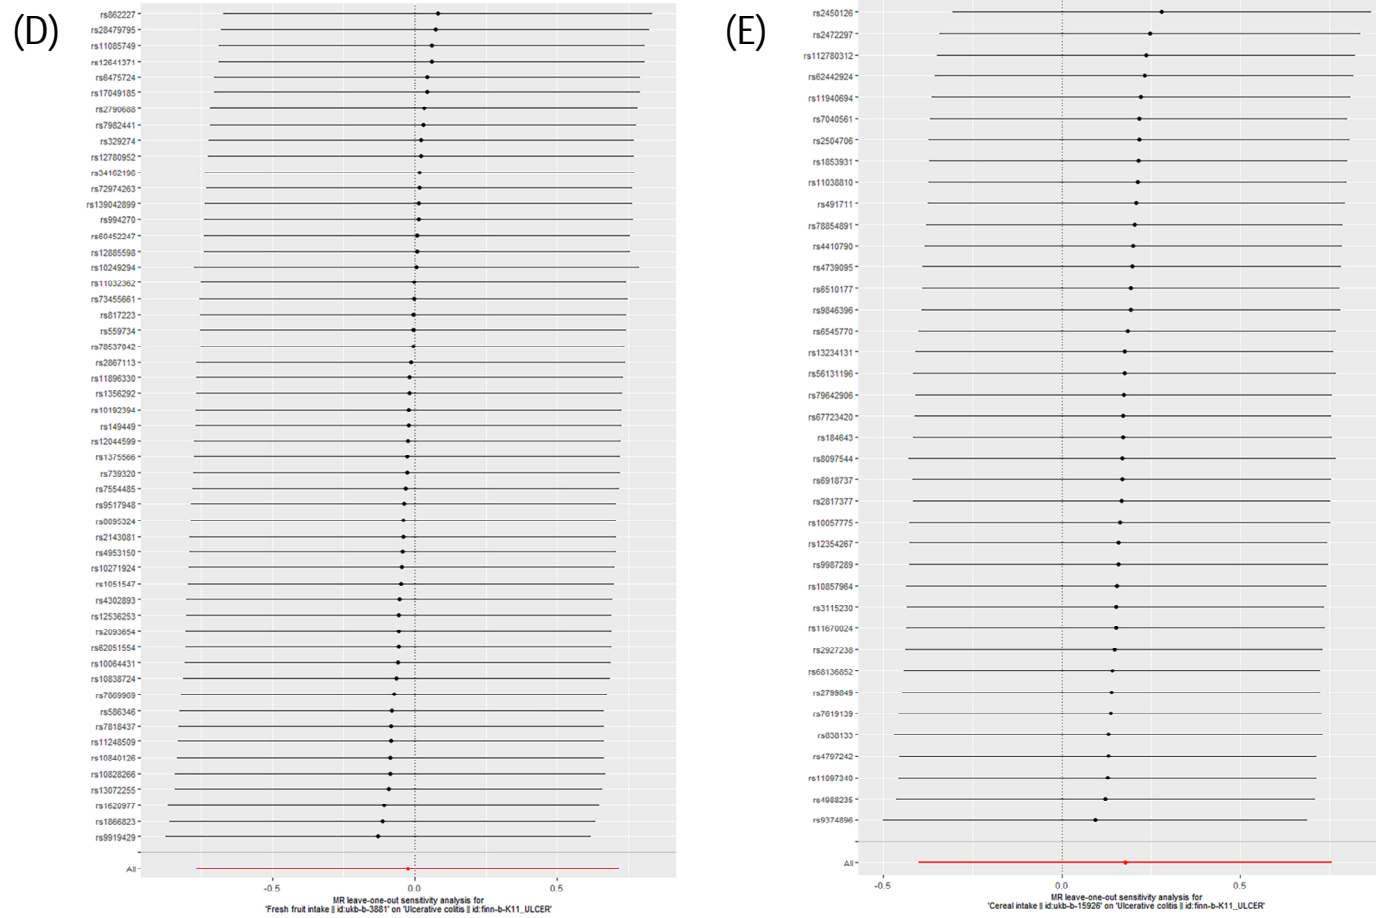 (D)
rs862227
rs28479795
rs11085749
rs12641371
rs6475724
rs17049185
rs2790688
rs7982441
rs329274
rs12780952
rs34162196
rs72974263
rs139042899
rs994270
rs60452247
rs12885598
rs10249294
rs11032362
rs73455661
rs817223
rs559734
rs78537042
rs2867113
rs11896330
rs1356292
rs10192394
rs149449
rs12044599
rs1375566
rs739320
rs7554485
rs9517948
rs8095324
rs2143081
rs4953150
rs10271924
rs1051547
rs4302893
rs12536253
rs2093654
rs62051554
rs10064431
rs10838724
rs7069969
rs586346
rs7818437
rs11248509
rs10840126
rs10828266
rs13072255
rs1620977
rs1866823
rs9919429
All
-0.5 0.0 0.5
MR leave-one-out sensitivity analysis for
'Fresh fruit intake || id:ukb-b-3881' on 'Ulcerative colitis || id:finn-b-K11_ULCER'
(E)
rs2450126
rs2472297
rs112780312
rs62442924
rs11940694
rs7040561
rs2504706
rs1853931
rs11038810
rs491711
rs78854891
rs4410790
rs4739095
rs6510177
rs9846396
rs6545770
rs13234131
rs56131196
rs79642906
rs67723420
rs184643
rs8097544
rs6918737
rs2817377
rs10057775
rs12354267
rs9987289
rs10857964
rs3115230
rs11670024
rs2927238
rs66136852
rs2799849
rs7619139
rs838133
rs4797242
rs11097340
rs4988235
rs9374896
All
-0.5 0.0 0.5
MR leave-one-out sensitivity analysis for
'Cereal intake || id:ukb-b-15926' on 'Ulcerative colitis || id:finn-b-K11_ULCER'